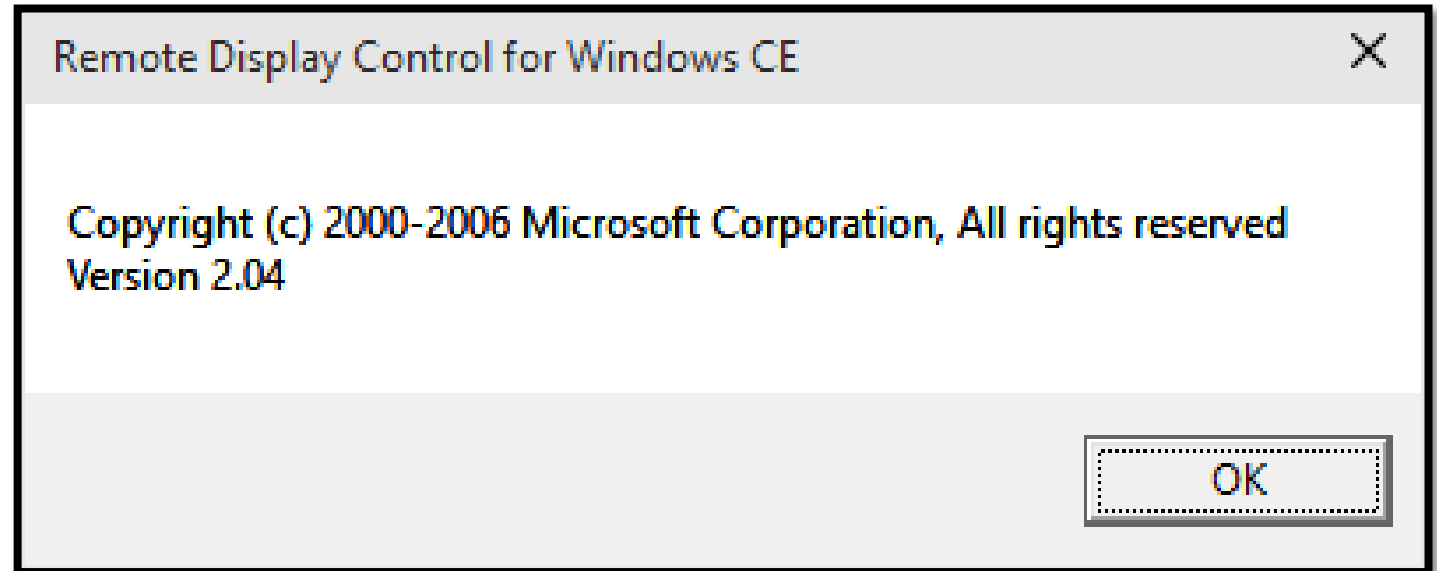 Remote Display Control for Windows CE
Copyright (c) 2000-2006 Microsoft Corporation, All rights reserved
Version 2.04
OK